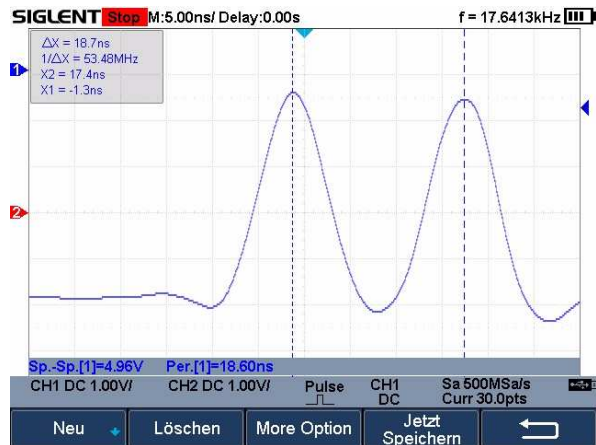 SIGLENT Stop M:5.00ns/ Delay:0.00s f = 17.6413kHz
ΔX = 18.7ns
1/ΔX = 53.48MHz
X2 = 17.4ns
X1 = -1.3ns
1
2
Sp.-Sp.[1]=4.96V Per.[1]=18.60ns
CH1 DC 1.00V/ CH2 DC 1.00V/ Pulse CH1 DC Sa 500MSa/s Curr 30.0pts
Neu Löschen More Option Jetzt Speichern